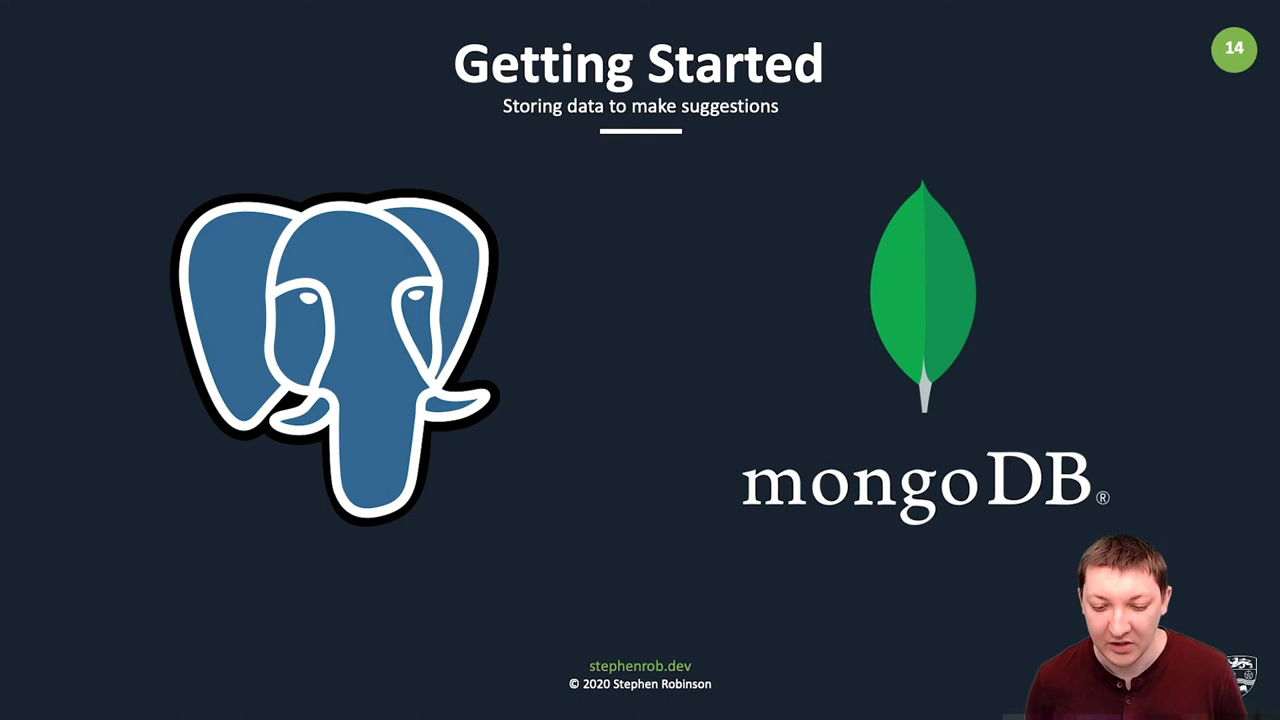 Getting Started
14
Storing data to make suggestions
mongoDB®
stephenrob.dev
© 2020 Stephen Robinson